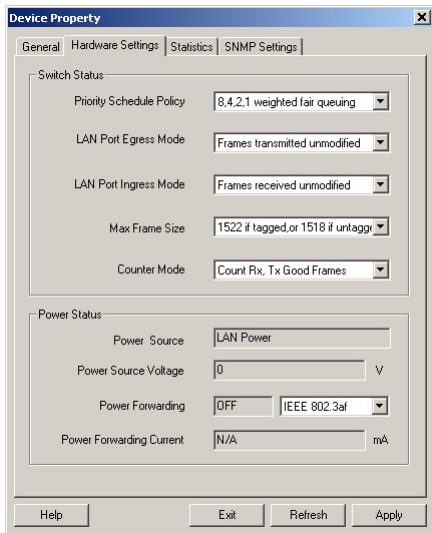 Device Property
General Hardware Settings Statistics SNMP Settings
Switch Status
Priority Schedule Policy 8,4,2,1 weighted fair queuing
LAN Port Egress Mode Frames transmitted unmodified
LAN Port Ingress Mode Frames received unmodified
Max Frame Size 1522 if tagged,or 1518 if untagge
Counter Mode Count Rx, Tx Good Frames
Power Status
Power Source LAN Power
Power Source Voltage 0 V
Power Forwarding OFF IEEE 802.3af
Power Forwarding Current N/A mA
Help Exit Refresh Apply